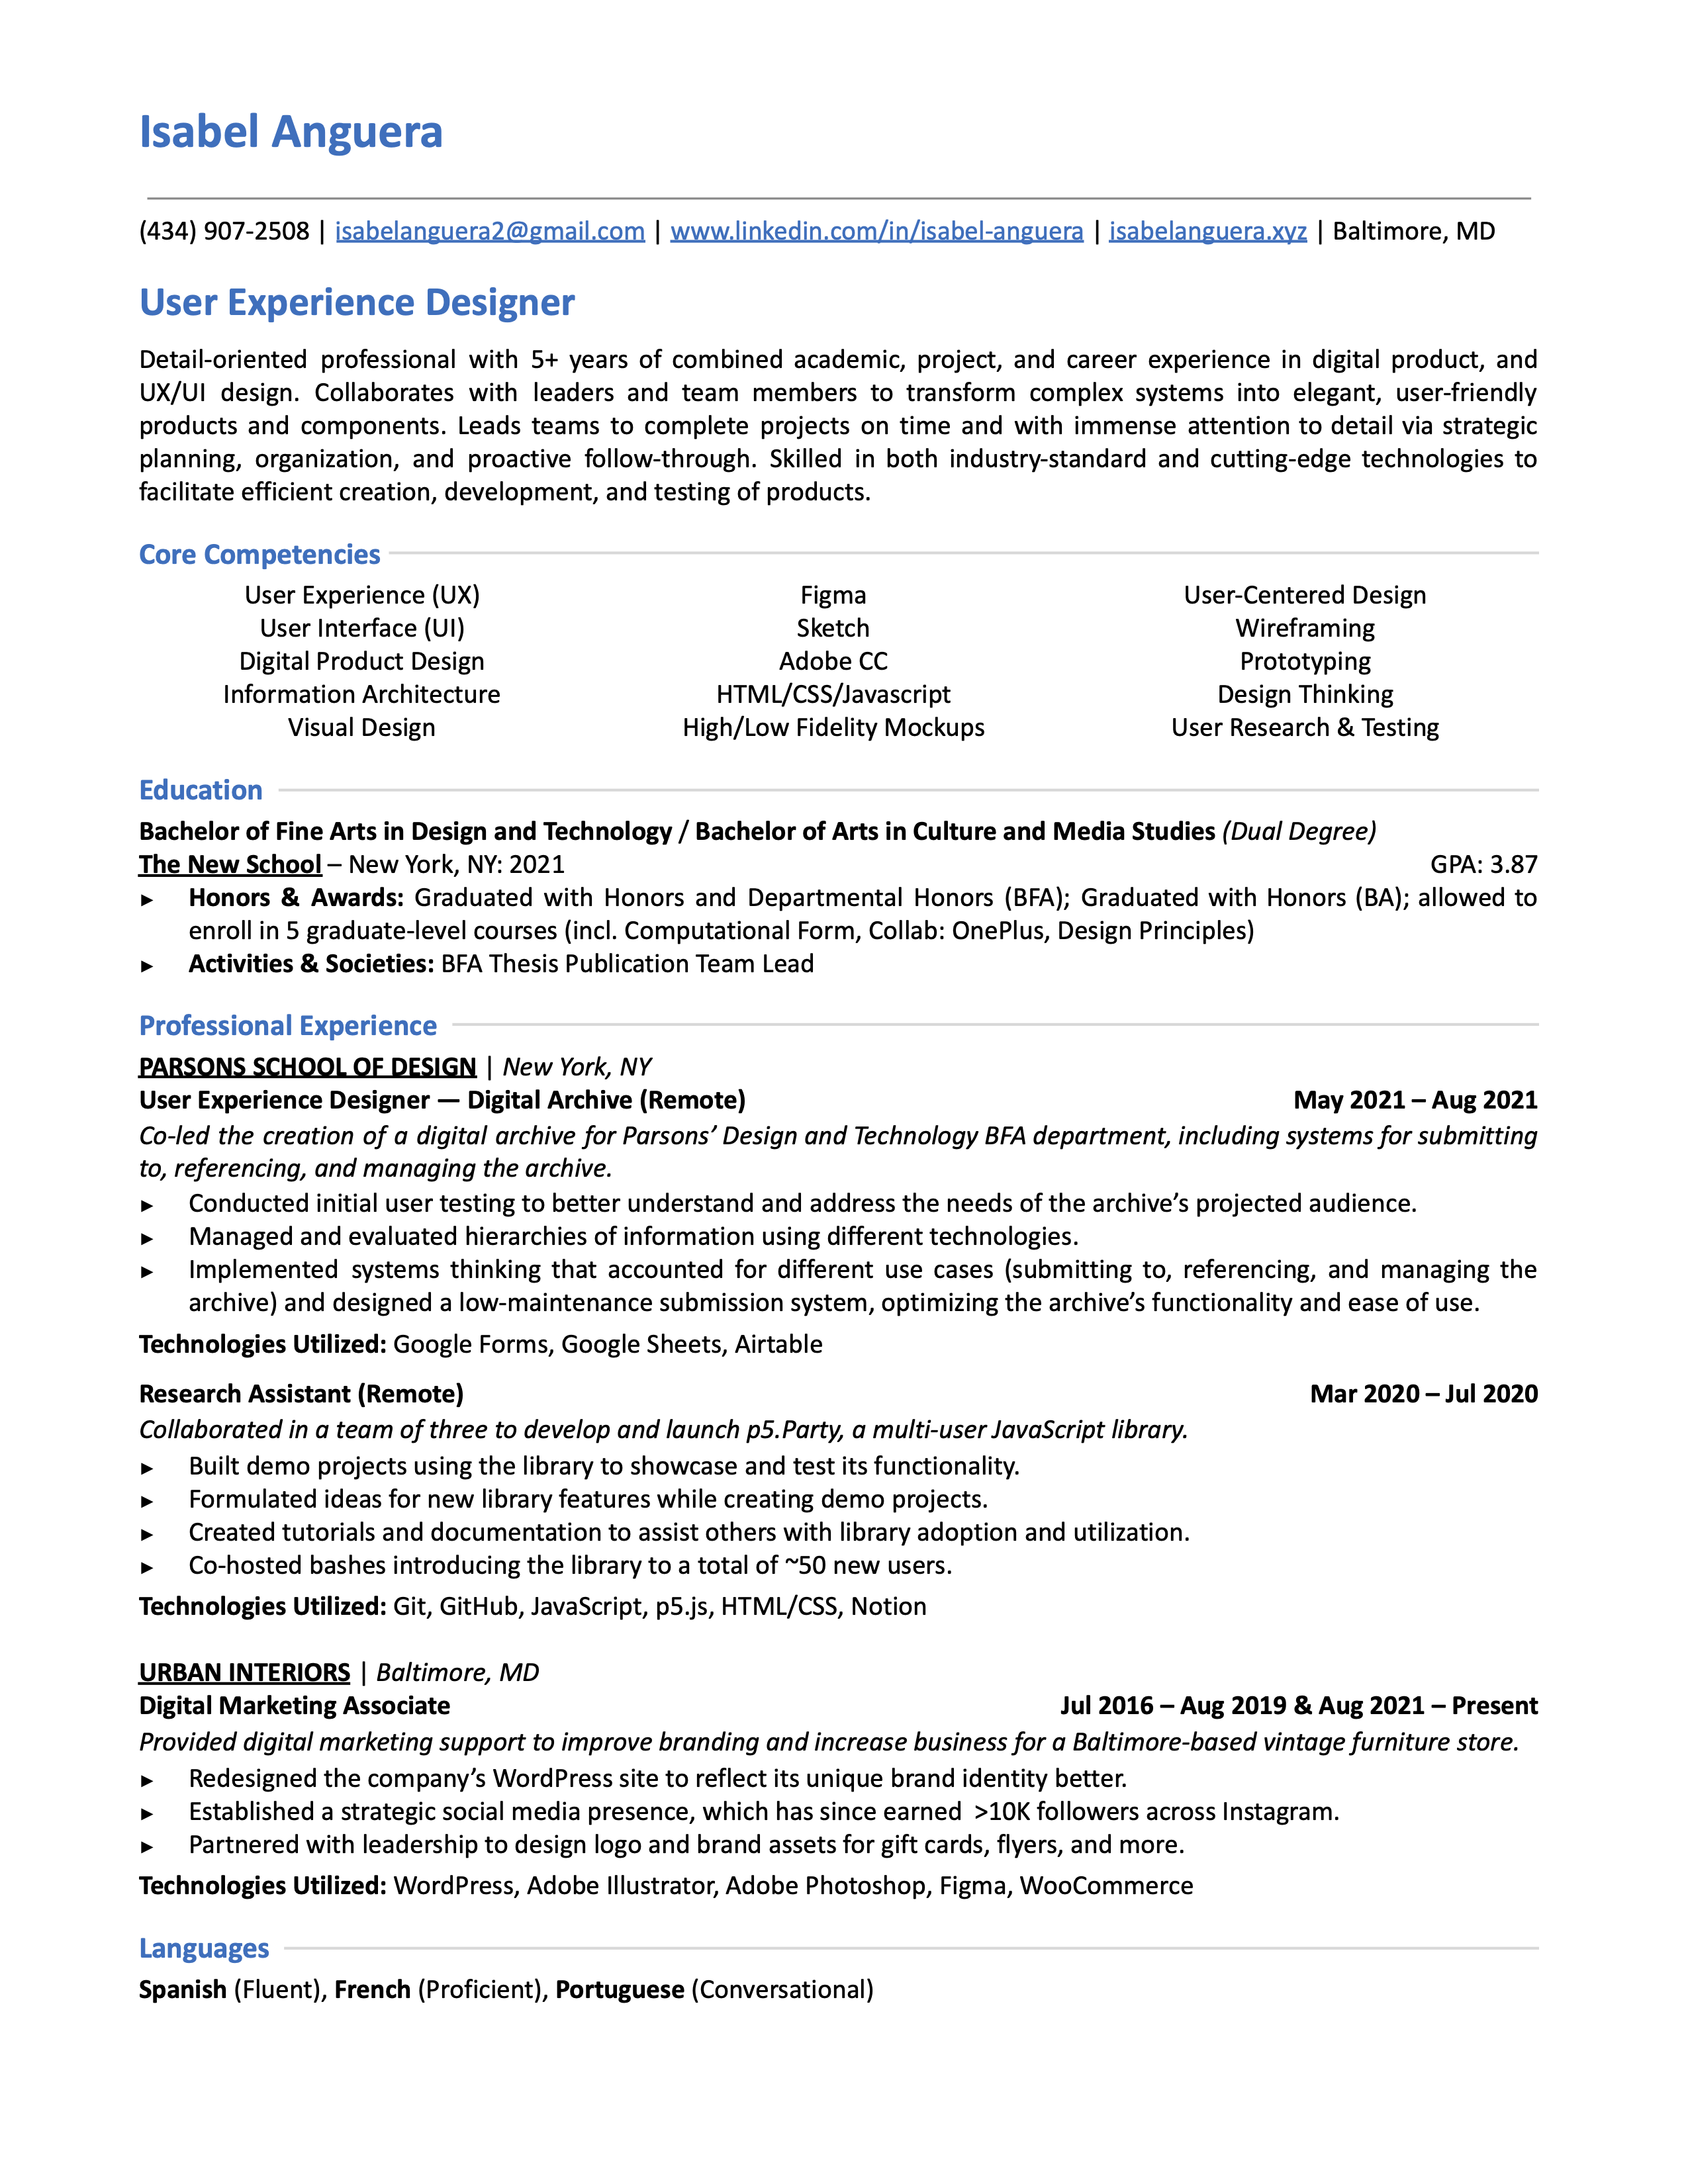 Isabel Anguera
(434) 907-2508 | isabelanguera2@gmail.com | www.linkedin.com/in/isabel-anguera | isabelanguera.xyz | Baltimore, MD
User Experience Designer
Detail-oriented professional with 5+ years of combined academic, project, and career experience in digital product, and
UX/UI design. Collaborates with leaders and team members to transform complex systems into elegant, user-friendly
products and components. Leads teams to complete projects on time and with immense attention to detail via strategic
planning, organization, and proactive follow-through. Skilled in both industry-standard and cutting-edge technologies to
facilitate efficient creation, development, and testing of products.
Core Competencies
User Experience (UX) Figma User-Centered Design
User Interface (UI) Sketch Wireframing
Digital Product Design Adobe CC Prototyping
Information Architecture HTML/CSS/Javascript Design Thinking
Visual Design High/Low Fidelity Mockups User Research & Testing
Education
Bachelor of Fine Arts in Design and Technology / Bachelor of Arts in Culture and Media Studies (Dual Degree)
The New School – New York, NY: 2021 GPA: 3.87
► Honors & Awards: Graduated with Honors and Departmental Honors (BFA); Graduated with Honors (BA); allowed to
enroll in 5 graduate-level courses (incl. Computational Form, Collab: OnePlus, Design Principles)
► Activities & Societies: BFA Thesis Publication Team Lead
Professional Experience
PARSONS SCHOOL OF DESIGN | New York, NY
User Experience Designer — Digital Archive (Remote) May 2021 – Aug 2021
Co-led the creation of a digital archive for Parsons’ Design and Technology BFA department, including systems for submitting
to, referencing, and managing the archive.
► Conducted initial user testing to better understand and address the needs of the archive’s projected audience.
► Managed and evaluated hierarchies of information using different technologies.
► Implemented systems thinking that accounted for different use cases (submitting to, referencing, and managing the
archive) and designed a low-maintenance submission system, optimizing the archive’s functionality and ease of use.
Technologies Utilized: Google Forms, Google Sheets, Airtable
Research Assistant (Remote) Mar 2020 – Jul 2020
Collaborated in a team of three to develop and launch p5.Party, a multi-user JavaScript library.
► Built demo projects using the library to showcase and test its functionality.
► Formulated ideas for new library features while creating demo projects.
► Created tutorials and documentation to assist others with library adoption and utilization.
► Co-hosted bashes introducing the library to a total of ~50 new users.
Technologies Utilized: Git, GitHub, JavaScript, p5.js, HTML/CSS, Notion
URBAN INTERIORS | Baltimore, MD
Digital Marketing Associate Jul 2016 – Aug 2019 & Aug 2021 – Present
Provided digital marketing support to improve branding and increase business for a Baltimore-based vintage furniture store.
► Redesigned the company’s WordPress site to reflect its unique brand identity better.
► Established a strategic social media presence, which has since earned >10K followers across Instagram.
► Partnered with leadership to design logo and brand assets for gift cards, flyers, and more.
Technologies Utilized: WordPress, Adobe Illustrator, Adobe Photoshop, Figma, WooCommerce
Languages
Spanish (Fluent), French (Proficient), Portuguese (Conversational)